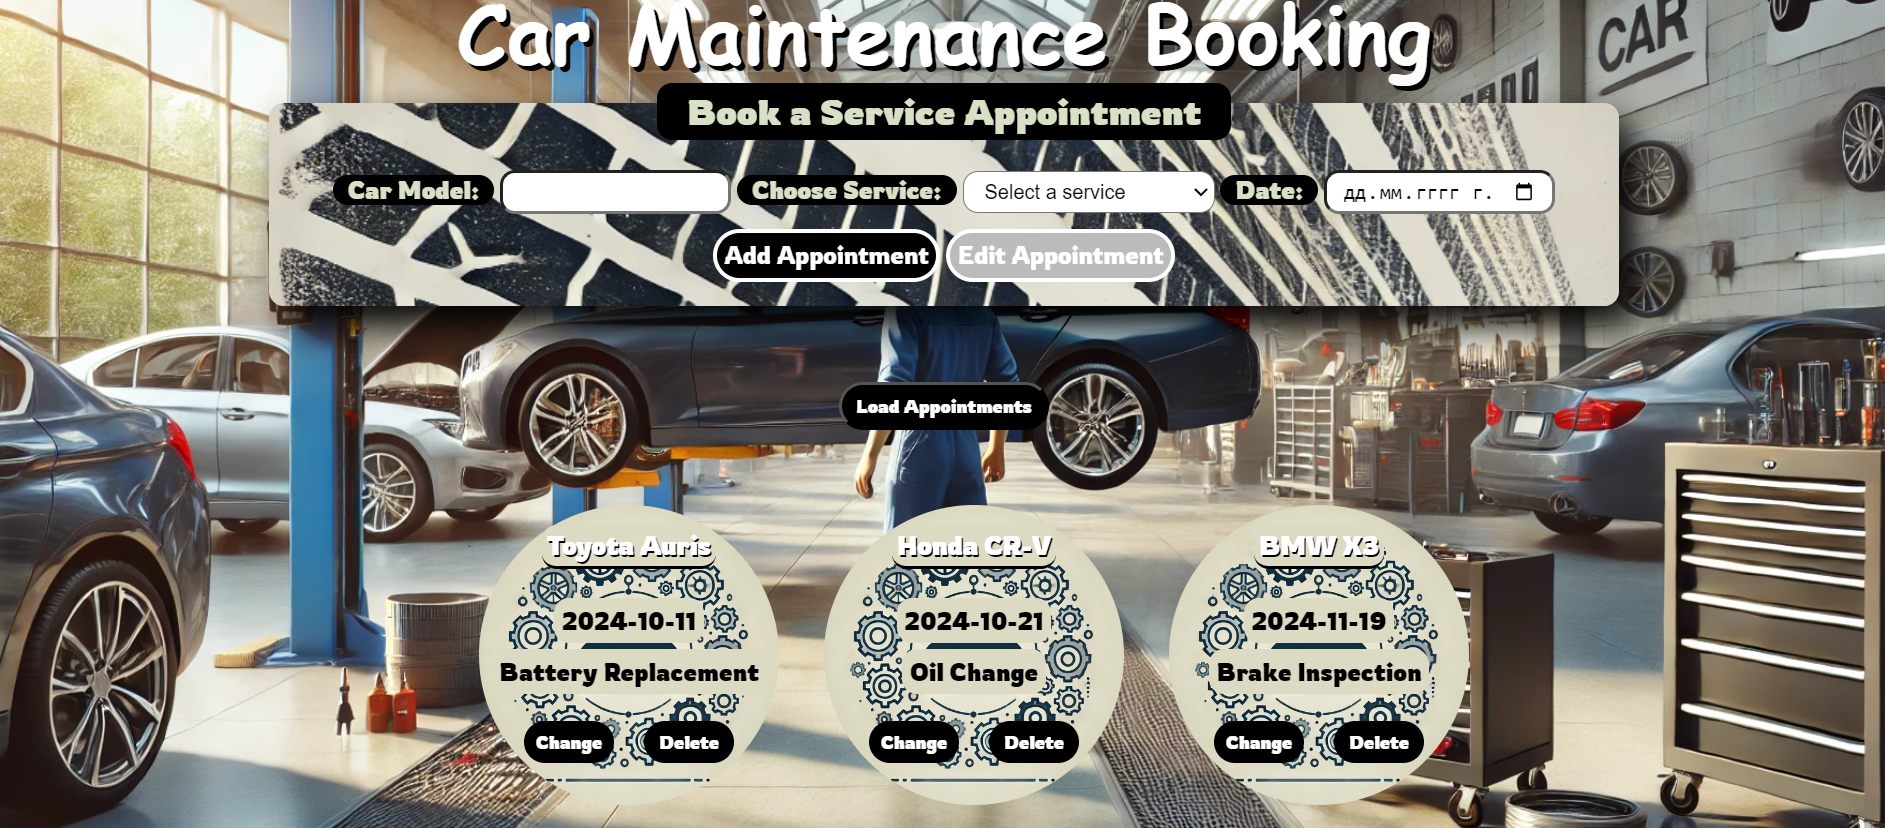 Car Maintenance Booking
CAR
Book a Service Appointment
Car Model: Choose Service: Select a service Date: дд.мм.гггг г.
Add Appointment Edit Appointment
Load Appointments
Toyota Auris Honda CR-V BMW X3
2024-10-11 2024-10-21 2024-11-19
Battery Replacement Oil Change Brake Inspection
Change Delete Change Delete Change Delete